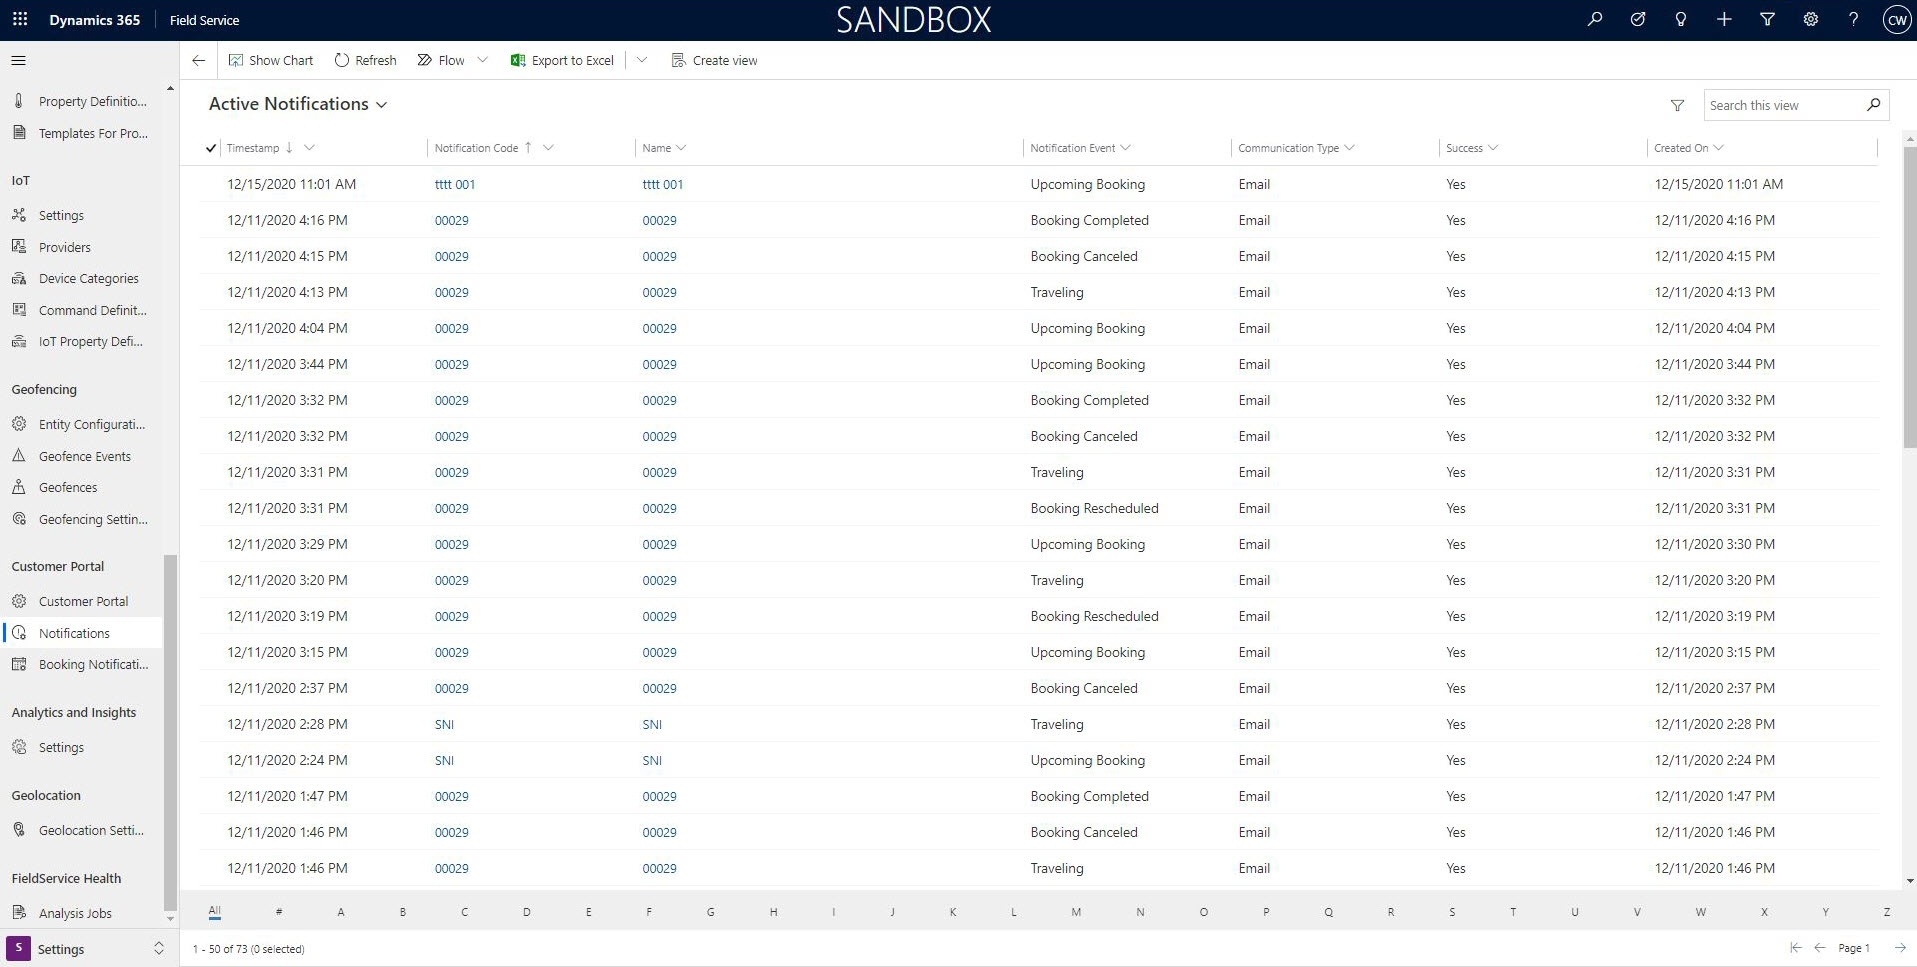 Dynamics 365 Field Service SANDBOX CW
Show Chart Refresh Flow Export to Excel Create view
Property Definitio...
Templates For Pro...
IoT
Settings
Providers
Device Categories
Command Definit...
IoT Property Defi...
Geofencing
Entity Configurati...
Geofence Events
Geofences
Geofencing Settin...
Customer Portal
Customer Portal
Notifications
Booking Notificati...
Analytics and Insights
Settings
Geolocation
Geolocation Setti...
FieldService Health
Analysis Jobs
S Settings
Active Notifications Search this view
Timestamp Notification Code Name Notification Event Communication Type Success Created On
12/15/2020 11:01 AM tttt 001 tttt 001 Upcoming Booking Email Yes 12/15/2020 11:01 AM
12/11/2020 4:16 PM 00029 00029 Booking Completed Email Yes 12/11/2020 4:16 PM
12/11/2020 4:15 PM 00029 00029 Booking Canceled Email Yes 12/11/2020 4:15 PM
12/11/2020 4:13 PM 00029 00029 Traveling Email Yes 12/11/2020 4:13 PM
12/11/2020 4:04 PM 00029 00029 Upcoming Booking Email Yes 12/11/2020 4:04 PM
12/11/2020 3:44 PM 00029 00029 Upcoming Booking Email Yes 12/11/2020 3:44 PM
12/11/2020 3:32 PM 00029 00029 Booking Completed Email Yes 12/11/2020 3:32 PM
12/11/2020 3:32 PM 00029 00029 Booking Canceled Email Yes 12/11/2020 3:32 PM
12/11/2020 3:31 PM 00029 00029 Traveling Email Yes 12/11/2020 3:31 PM
12/11/2020 3:31 PM 00029 00029 Booking Rescheduled Email Yes 12/11/2020 3:31 PM
12/11/2020 3:29 PM 00029 00029 Upcoming Booking Email Yes 12/11/2020 3:30 PM
12/11/2020 3:20 PM 00029 00029 Traveling Email Yes 12/11/2020 3:20 PM
12/11/2020 3:19 PM 00029 00029 Booking Rescheduled Email Yes 12/11/2020 3:19 PM
12/11/2020 3:15 PM 00029 00029 Upcoming Booking Email Yes 12/11/2020 3:15 PM
12/11/2020 2:37 PM 00029 00029 Booking Canceled Email Yes 12/11/2020 2:37 PM
12/11/2020 2:28 PM SNI SNI Traveling Email Yes 12/11/2020 2:28 PM
12/11/2020 2:24 PM SNI SNI Upcoming Booking Email Yes 12/11/2020 2:24 PM
12/11/2020 1:47 PM 00029 00029 Booking Completed Email Yes 12/11/2020 1:47 PM
12/11/2020 1:46 PM 00029 00029 Booking Canceled Email Yes 12/11/2020 1:46 PM
12/11/2020 1:46 PM 00029 00029 Traveling Email Yes 12/11/2020 1:46 PM
All # A B C D E F G H I J K L M N O P Q R S T U V W X Y Z
1 - 50 of 73 (0 selected) Page 1